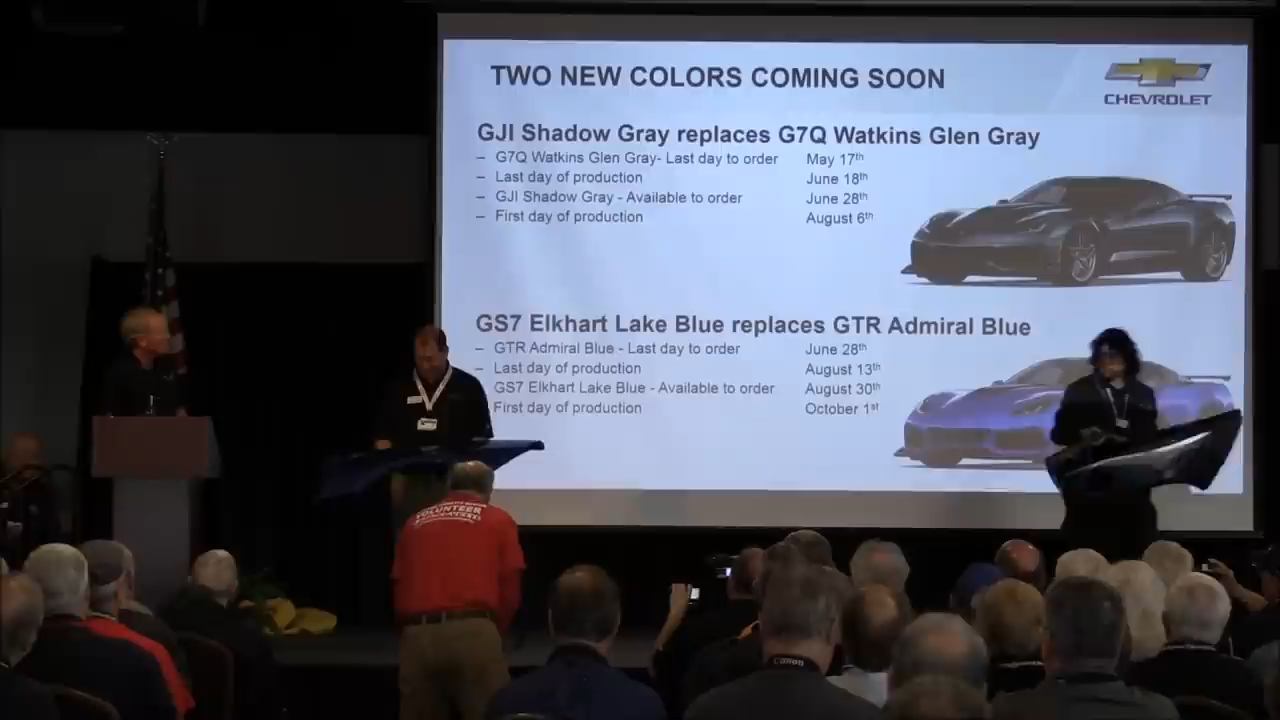 TWO NEW COLORS COMING SOON
CHEVROLET
GJI Shadow Gray replaces G7Q Watkins Glen Gray
– G7Q Watkins Glen Gray- Last day to order May 17th
– Last day of production June 18th
– GJI Shadow Gray - Available to order June 28th
– First day of production August 6th
GS7 Elkhart Lake Blue replaces GTR Admiral Blue
– GTR Admiral Blue - Last day to order June 28th
– Last day of production August 13th
GS7 Elkhart Lake Blue - Available to order August 30th
First day of production October 1st
VOLUNTEER
Canon